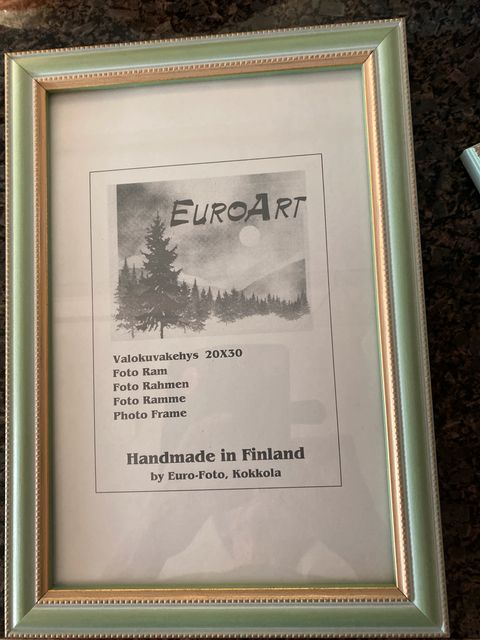 EUROART
Valokuvakehys 20X30
Foto Ram
Foto Rahmen
Foto Ramme
Photo Frame
Handmade in Finland
by Euro-Foto, Kokkola